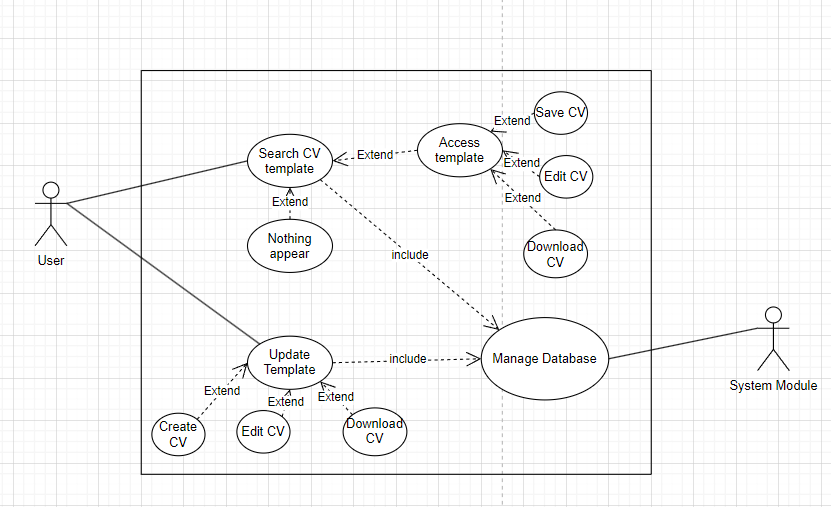 Save CV
Extend
Access
template
Search CV
template
Extend
Extend
Edit CV
Extend
Extend
Nothing
appear
Download
CV
User
include
Update
Template
include
Manage Database
System Module
Extend
Extend
Extend
Create
CV
Edit CV
Download
CV